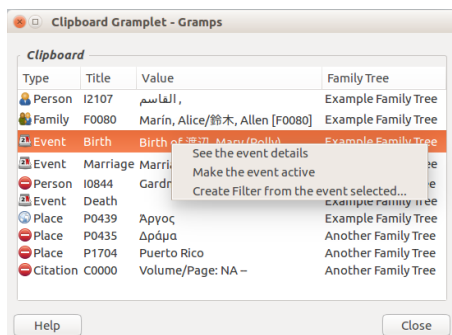 Clipboard Gramplet - Gramps
Clipboard
Type Title Value Family Tree
Person I2107 , القاسم Example Family Tree
Family F0080 Marín, Alice/鈴木, Allen [F0080] Example Family Tree
Event Birth Birth of 渡辺, Mary (Polly) Example Family Tree
See the event details
Event Marriage
Make the event active
Person I0844
Create Filter from the event selected...
Event Death Example Family Tree
Place P0439 Άργος Example Family Tree
Place P0435 Δράμα Another Family Tree
Place P1704 Puerto Rico Another Family Tree
Citation C0000 Volume/Page: NA – Another Family Tree
Help Close